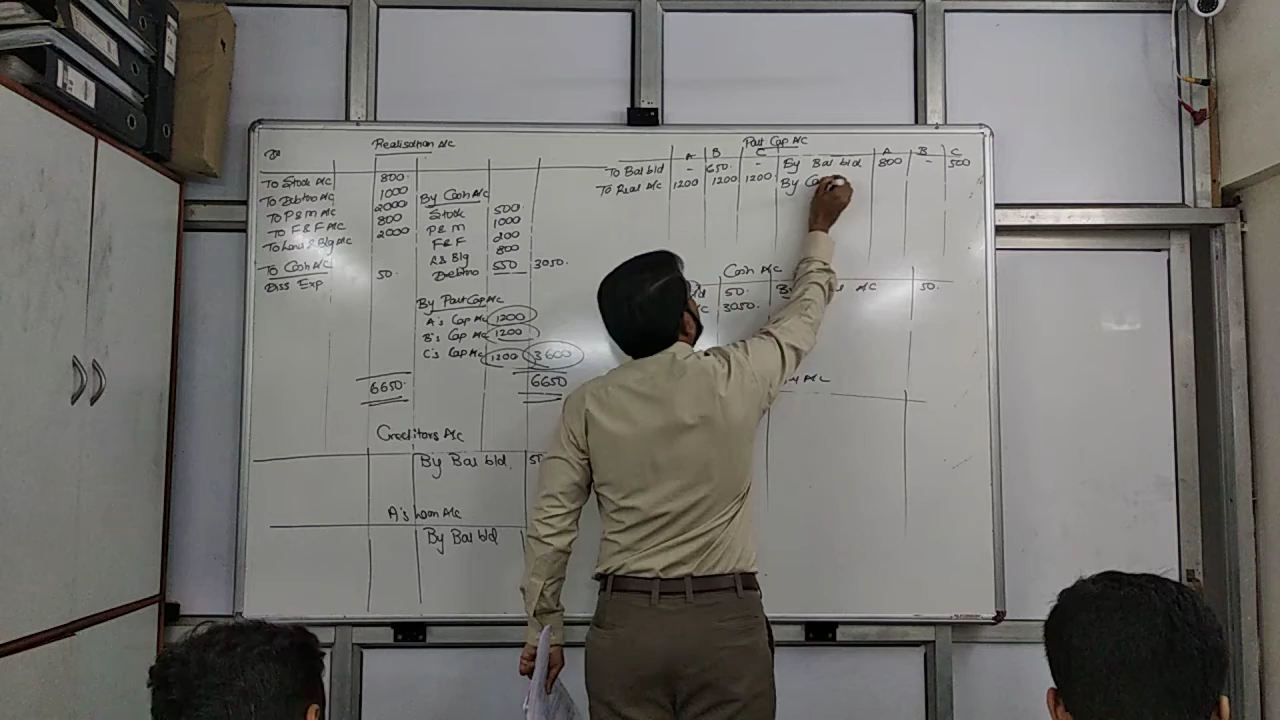 Realisation A/c
To Stock A/c 800
To Debtors A/c 1000
To P&M A/c 2000
To F&F A/c 800
To Land & Blg A/c 2000
To Cash A/c
Diss Exp 50
6650
By Cash A/c
Stock 500
P&M 1000
F&F 200
L&Blg 800
Debtors 550 3050
By Part Cap A/c
A's Cap A/c 1200
B's Cap A/c 1200
C's Cap A/c 1200 3600
6650
Creditors A/c
By Bal b/d
A's Loan A/c
By Bal b/d
Part Cap A/c
A B C A B C
To Bal b/d - 650 - By Bal b/d 800 - 500
To Real A/c 1200 1200 1200 By Ca
Cash A/c
50 A/c 50
3050
A/c